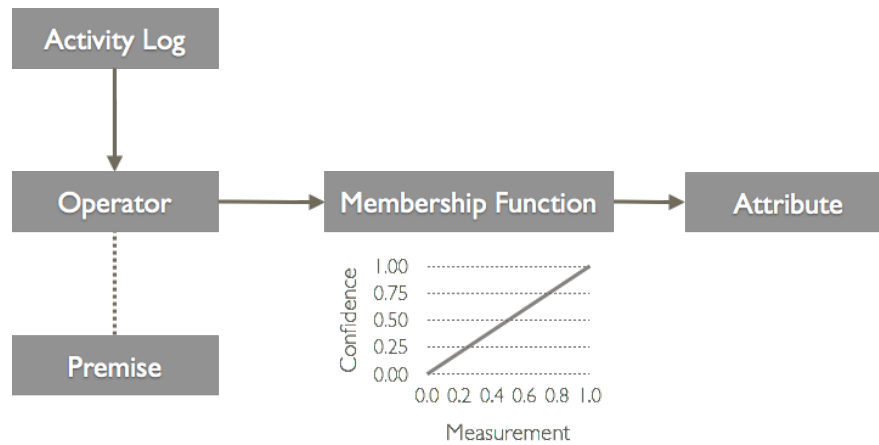 Activity Log
Operator
Membership Function
Attribute
Premise
Confidence
1.00
0.75
0.50
0.25
0.00
0.0 0.2 0.4 0.6 0.8 1.0
Measurement